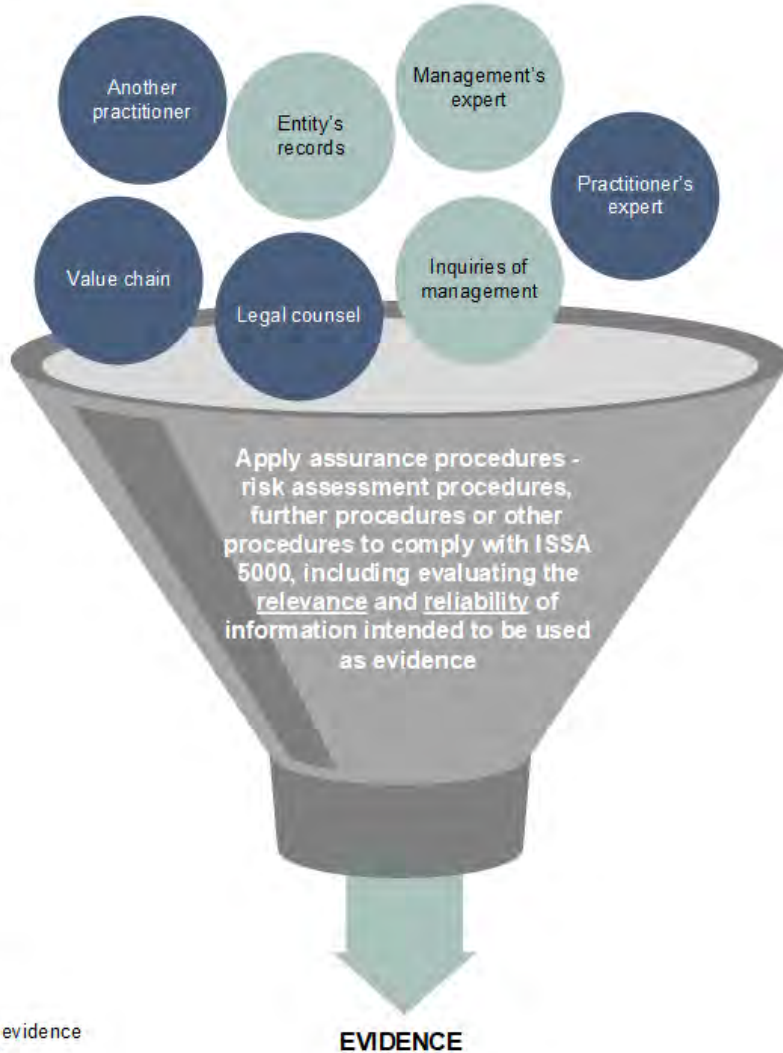 Another
practitioner
Entity's
records
Management's
expert
Practitioner's
expert
Value chain
Legal counsel
Inquiries of
management
Apply assurance procedures -
risk assessment procedures,
further procedures or other
procedures to comply with ISSA
5000, including evaluating the
relevance and reliability of
information intended to be used
as evidence
evidence
EVIDENCE